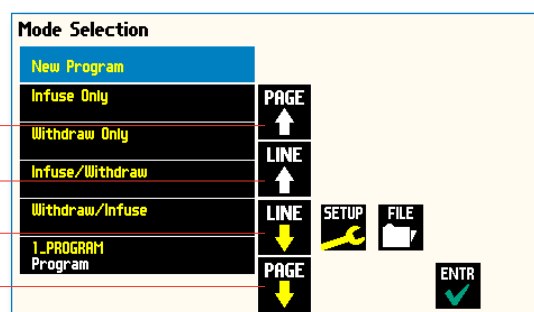 Mode Selection
New Program
Infuse Only
PAGE
Withdraw Only
LINE
Infuse/Withdraw
Withdraw/Infuse
LINE
SETUP
FILE
1_PROGRAM
Program
PAGE
ENTR